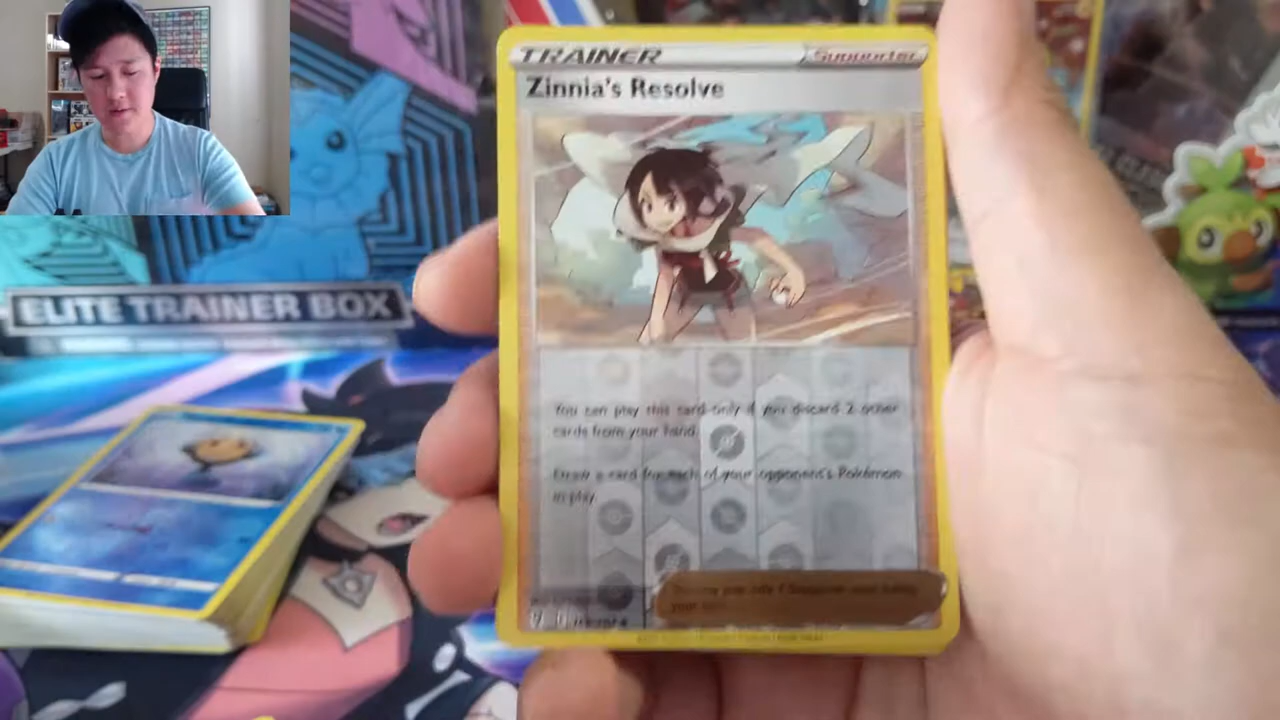 TRAINER
Supporter
Zinnia's Resolve
You can play this card only if you discard 2 other
cards from your hand.
Draw a card for each of your opponent's Pokémon
in play.
ELITE TRAINER BOX